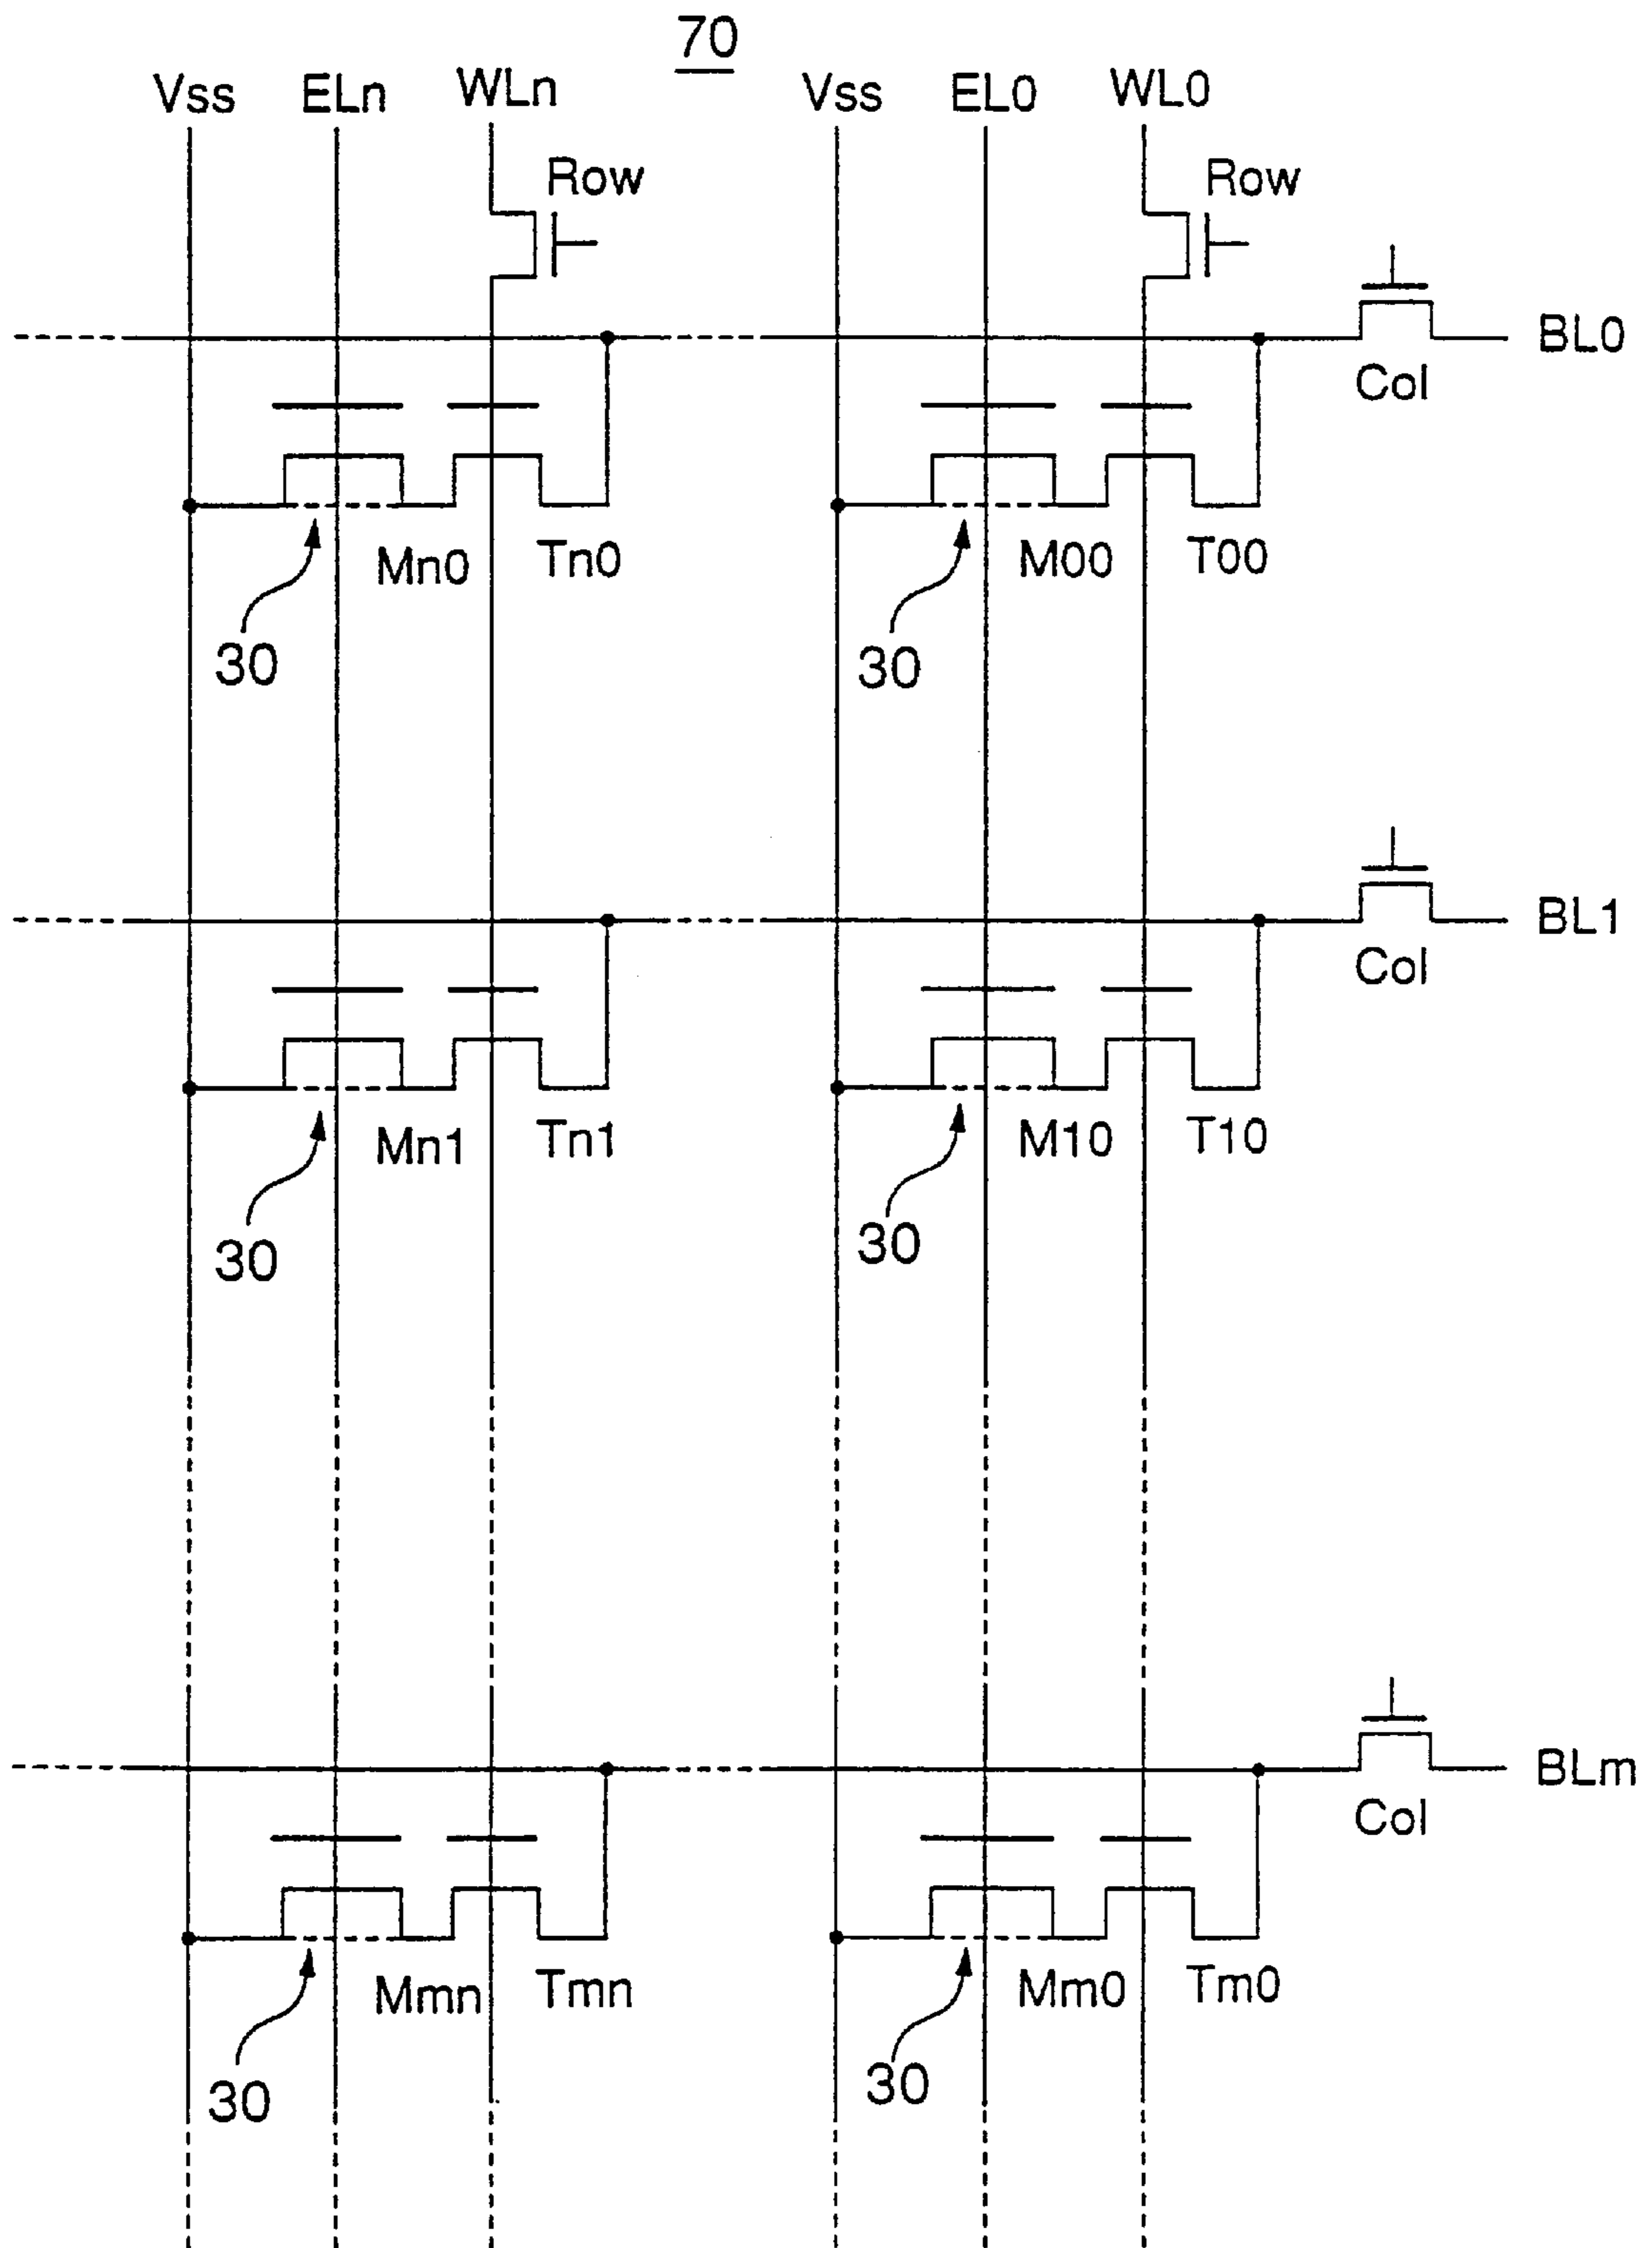 70
Vss ELn WLn Vss EL0 WL0
Row Row
BL0
Col
Mn0 Tn0 M00 T00
30 30
BL1
Col
Mn1 Tn1 M10 T10
30 30
BLm
Col
Mmn Tmn Mm0 Tm0
30 30